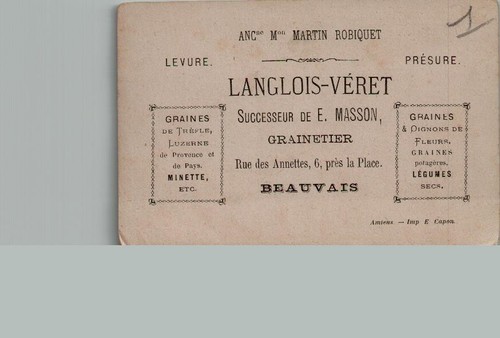 1
ANCne Mon MARTIN ROBIQUET
LEVURE.
PRÉSURE.
LANGLOIS-VÉRET
SUCCESSEUR DE E. MASSON,
GRAINETIER
Rue des Annettes, 6, près la Place.
BEAUVAIS
GRAINES
DE TRÈFLE,
LUZERNE
de Provence et
de Pays.
MINETTE,
ETC.
GRAINES
& OIGNONS DE
FLEURS,
GRAINES
potagères,
LÉGUMES
SECS.
Amiens — Imp E Capon.